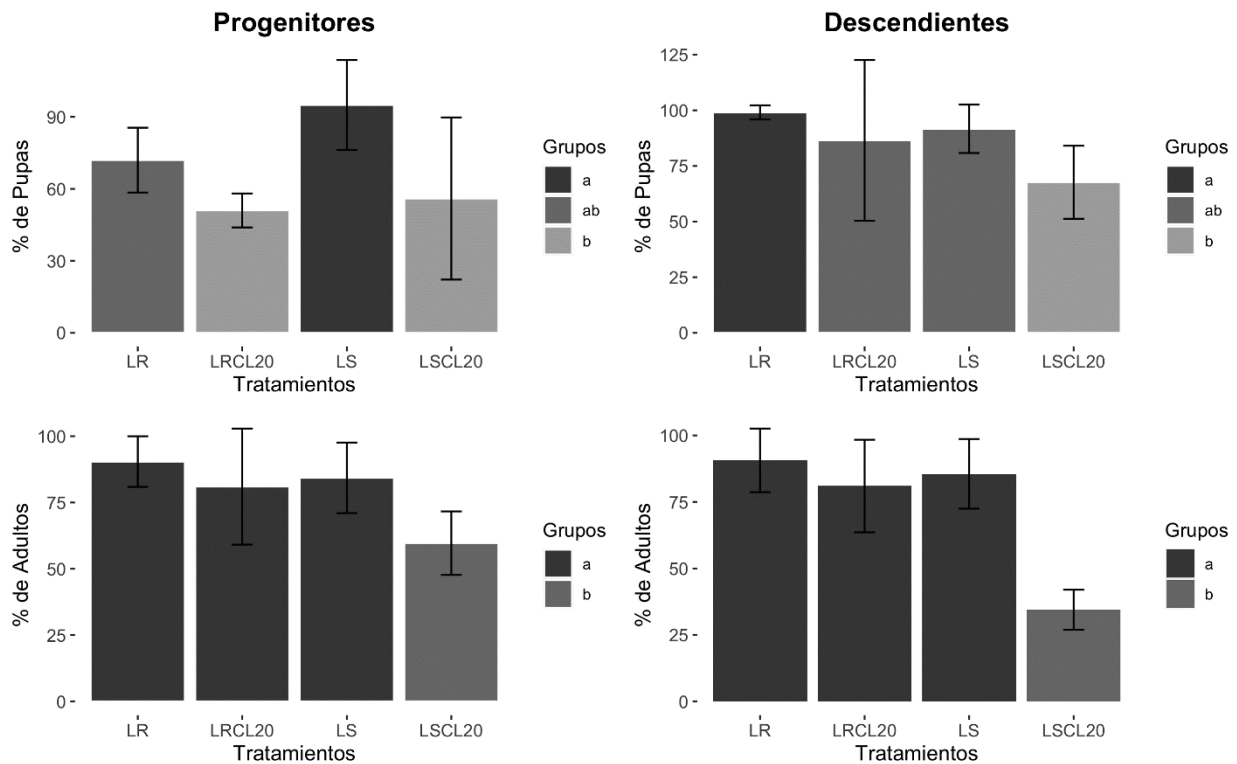 Progenitores
% de Pupas
90
60
30
0
LR LRCL20 LS LSCL20
Tratamientos
Grupos
a
ab
b
Descendientes
% de Pupas
125
100
75
50
25
0
LR LRCL20 LS LSCL20
Tratamientos
Grupos
a
ab
b
% de Adultos
100
75
50
25
0
LR LRCL20 LS LSCL20
Tratamientos
Grupos
a
b
% de Adultos
100
75
50
25
0
LR LRCL20 LS LSCL20
Tratamientos
Grupos
a
b